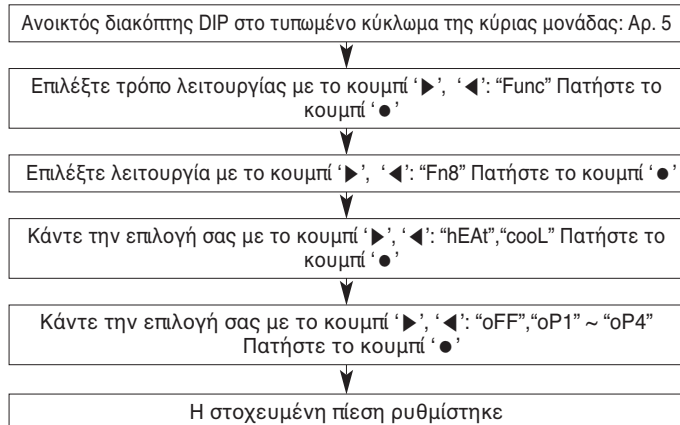 Ανοικτός διακόπτης DIP στο τυπωμένο κύκλωμα της κύριας μονάδας: Αρ. 5
Επιλέξτε τρόπο λειτουργίας με το κουμπί ‘▶’, ‘◀’: “Func” Πατήστε το
κουμπί ‘●’
Επιλέξτε λειτουργία με το κουμπί ‘▶’, ‘◀’: “Fn8” Πατήστε το κουμπί ‘●’
Κάντε την επιλογή σας με το κουμπί ‘▶’, ‘◀’: “hEAt”,“cooL” Πατήστε το
κουμπί ‘●’
Κάντε την επιλογή σας με το κουμπί ‘▶’, ‘◀’: “oFF”,“oP1” ~ “oP4”
Πατήστε το κουμπί ‘●’
Η στοχευμένη πίεση ρυθμίστηκε